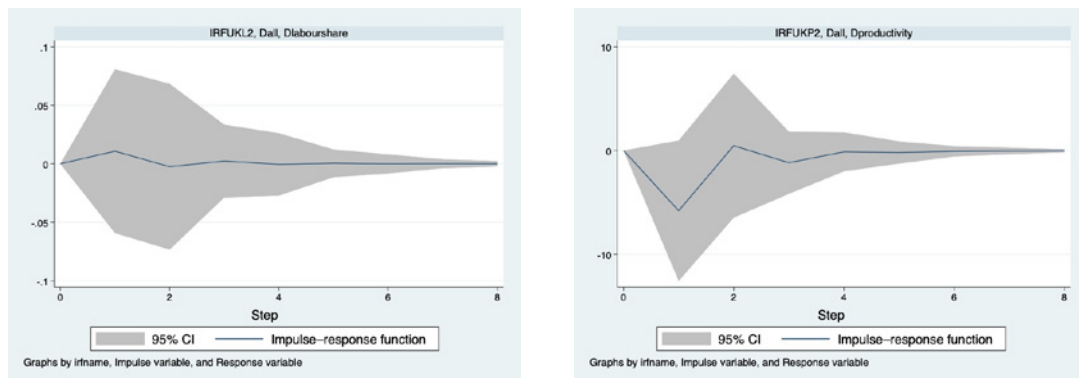 IRFUKL2, Dall, Dlabourshare
.1
.05
0
-.05
-.1
0 2 4 6 8
Step
95% CI Impulse-response function
Graphs by irfname, Impulse variable, and Response variable
IRFUKP2, Dall, Dproductivity
10
0
-10
0 2 4 6 8
Step
95% CI Impulse-response function
Graphs by irfname, Impulse variable, and Response variable